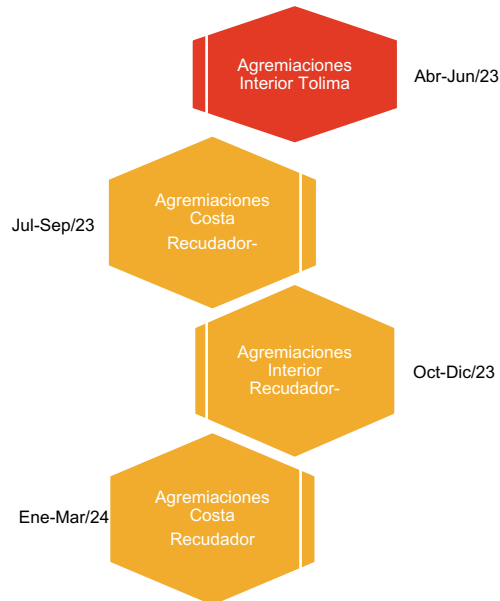 Agremiaciones
Interior Tolima
Abr-Jun/23
Agremiaciones
Costa
Recudador-
Jul-Sep/23
Agremiaciones
Interior
Recudador-
Oct-Dic/23
Agremiaciones
Costa
Recudador
Ene-Mar/24